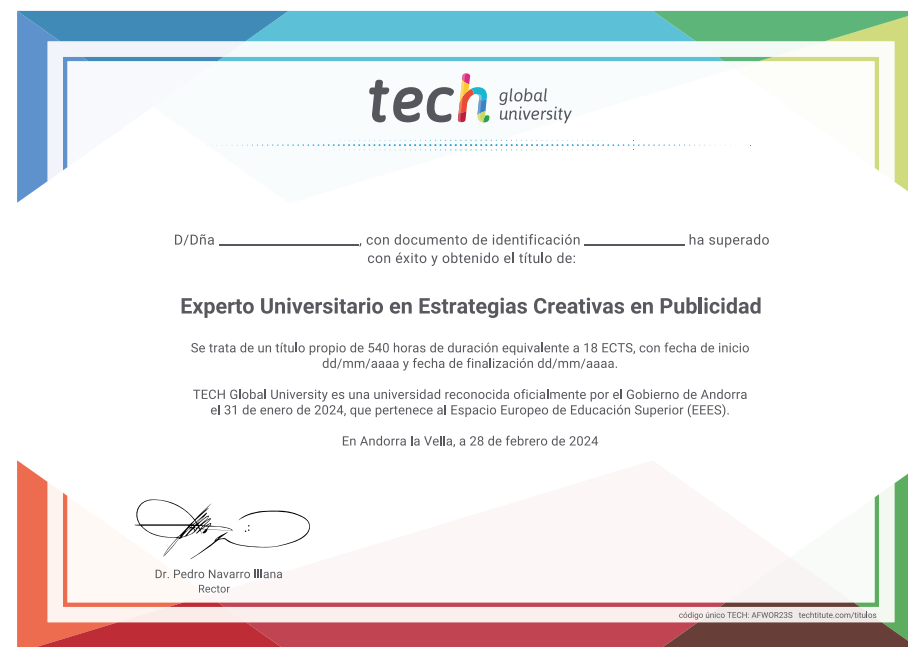 tech global university
D/Dña ________________, con documento de identificación ____________ ha superado
con éxito y obtenido el título de:
Experto Universitario en Estrategias Creativas en Publicidad
Se trata de un título propio de 540 horas de duración equivalente a 18 ECTS, con fecha de inicio
dd/mm/aaaa y fecha de finalización dd/mm/aaaa.
TECH Global University es una universidad reconocida oficialmente por el Gobierno de Andorra
el 31 de enero de 2024, que pertenece al Espacio Europeo de Educación Superior (EEES).
En Andorra la Vella, a 28 de febrero de 2024
Dr. Pedro Navarro Illana
Rector
código único TECH: AFWOR23S techtitute.com/titulos